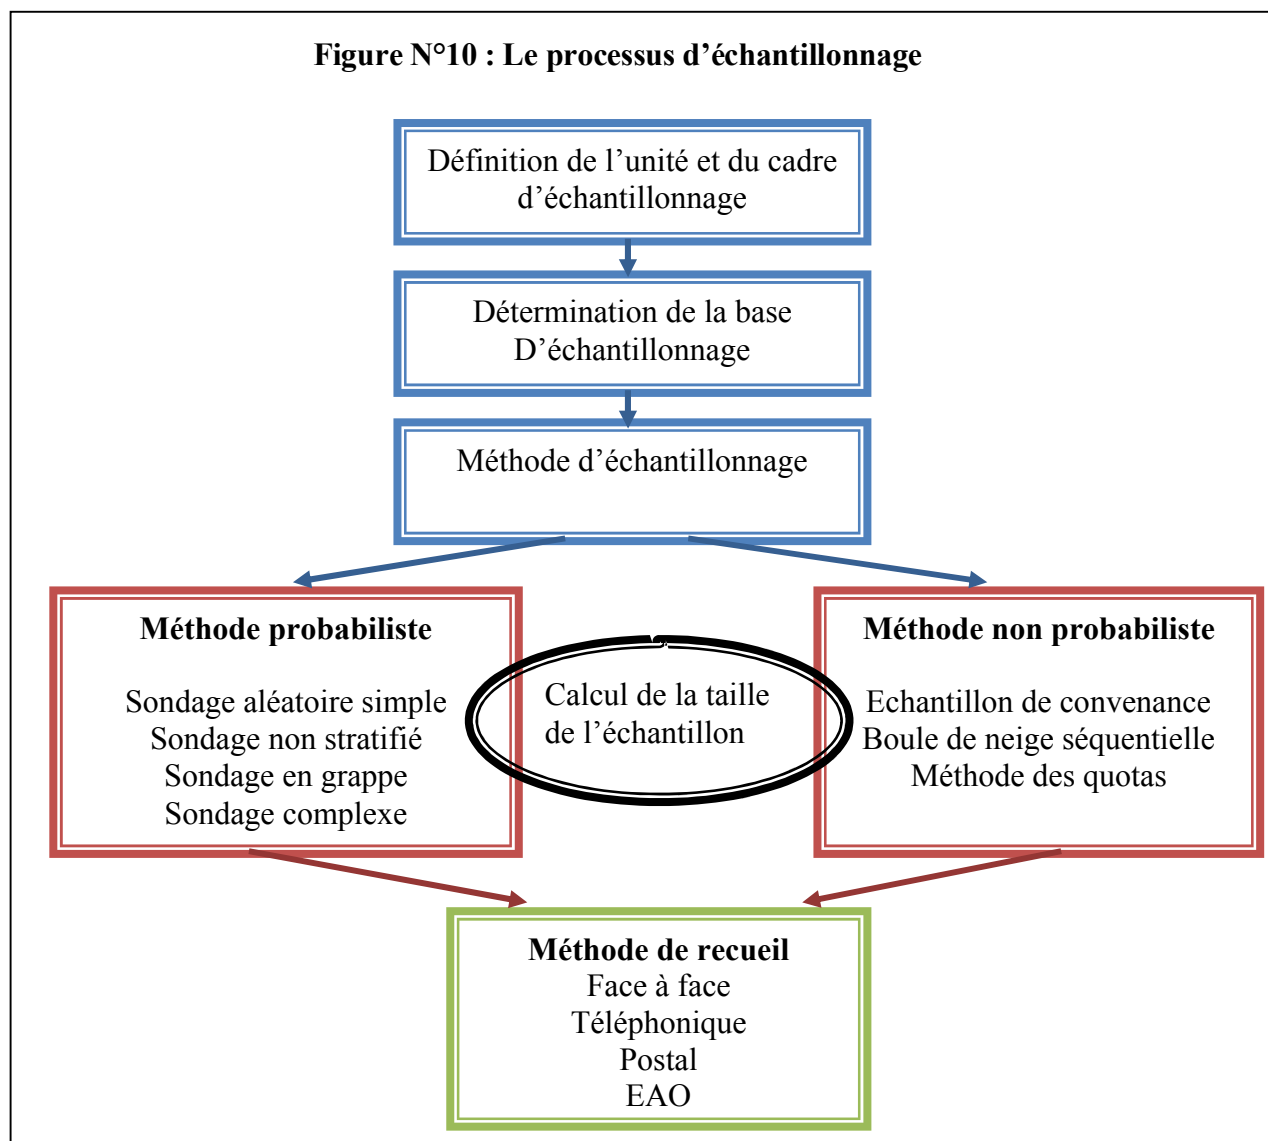 Figure N°10 : Le processus d’échantillonnage
Définition de l’unité et du cadre
d’échantillonnage
Détermination de la base
D’échantillonnage
Méthode d’échantillonnage
Méthode probabiliste
Sondage aléatoire simple
Sondage non stratifié
Sondage en grappe
Sondage complexe
Calcul de la taille
de l’échantillon
Méthode non probabiliste
Echantillon de convenance
Boule de neige séquentielle
Méthode des quotas
Méthode de recueil
Face à face
Téléphonique
Postal
EAO